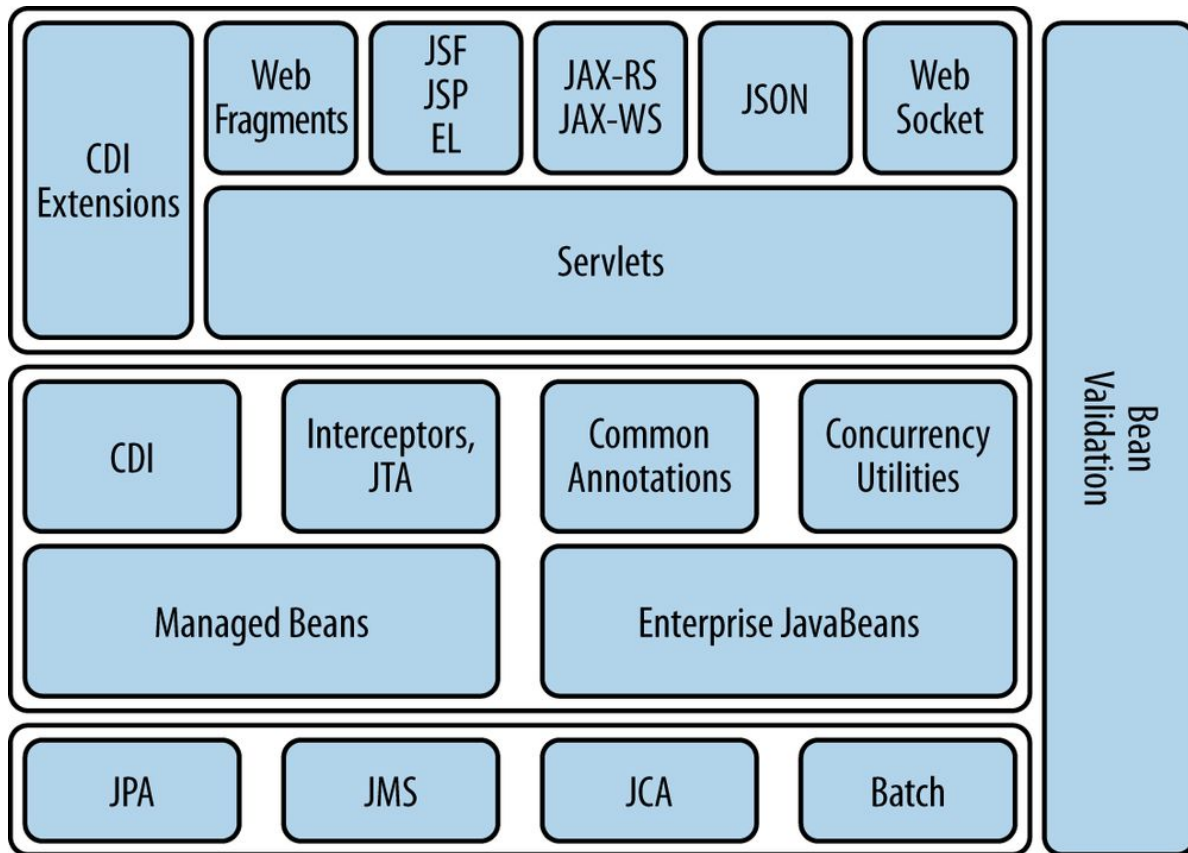 CDI
Extensions
Web
Fragments
JSF
JSP
EL
JAX-RS
JAX-WS
JSON
Web
Socket
Servlets
CDI
Interceptors,
JTA
Common
Annotations
Concurrency
Utilities
Managed Beans
Enterprise JavaBeans
JPA
JMS
JCA
Batch
Bean
Validation